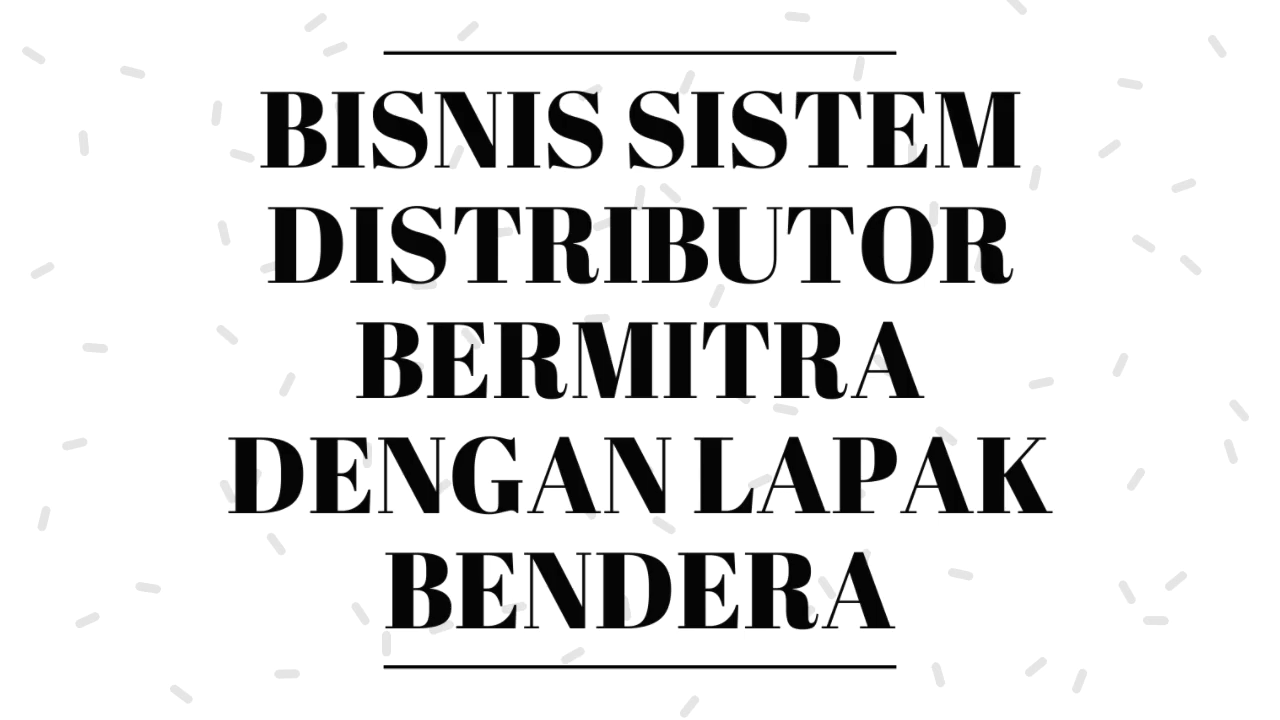 BISNIS SISTEM
DISTRIBUTOR
BERMITRA
DENGAN LAPAK
BENDERA